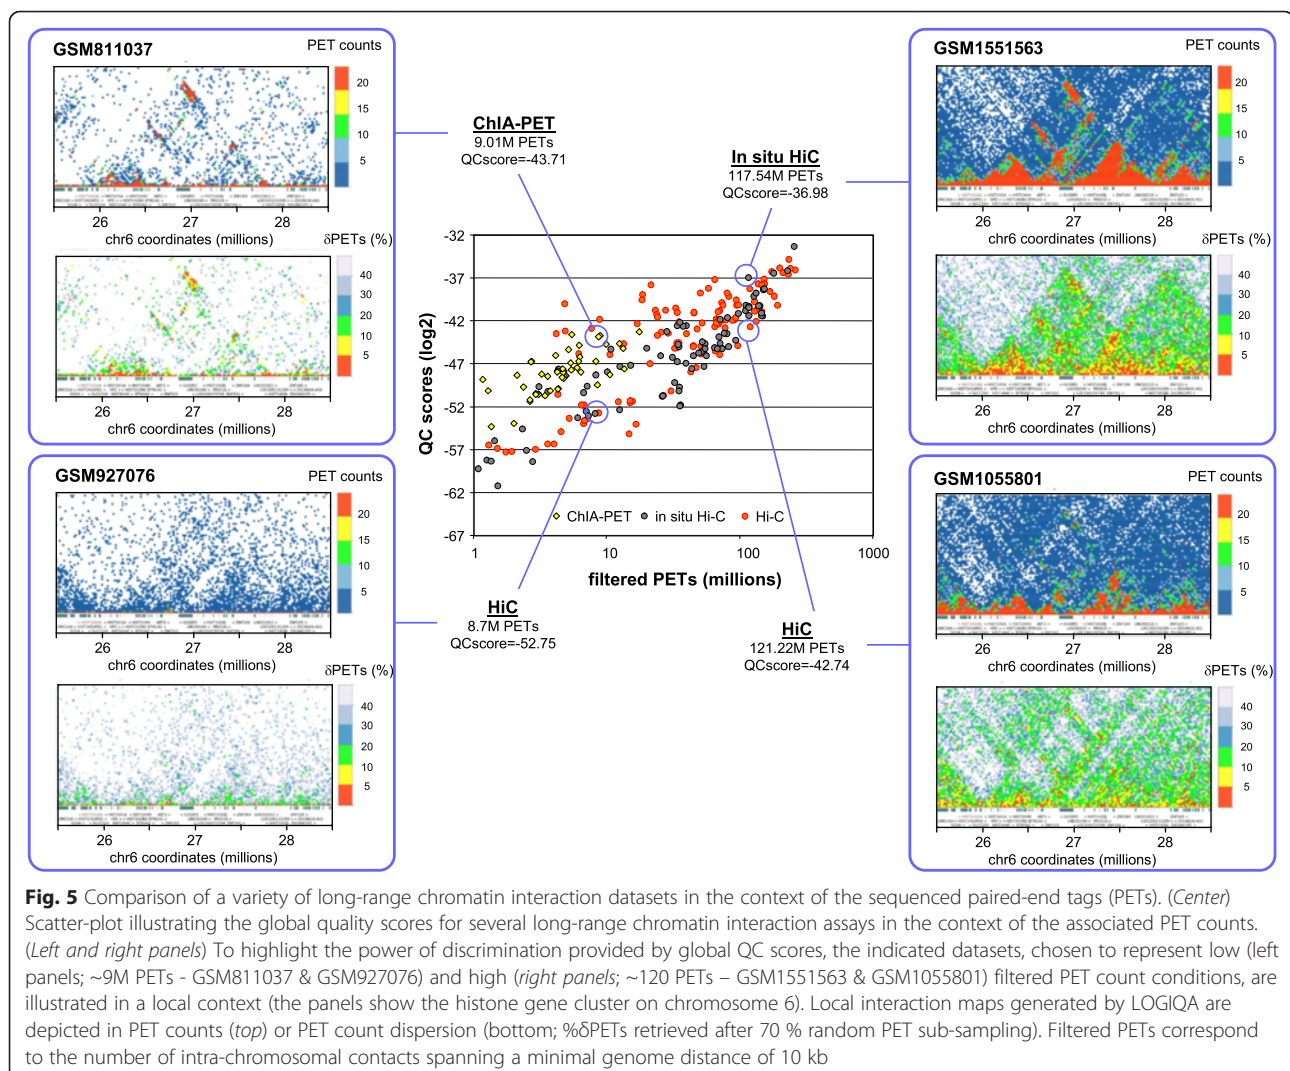 GSM811037
PET counts
20
15
10
5
26 27 28
chr6 coordinates (millions)
δPETs (%)
40
30
20
10
5
26 27 28
chr6 coordinates (millions)
GSM927076
PET counts
20
15
10
5
26 27 28
chr6 coordinates (millions)
δPETs (%)
40
30
20
10
5
26 27 28
chr6 coordinates (millions)
ChIA-PET
9.01M PETs
QCscore=-43.71
In situ HiC
117.54M PETs
QCscore=-36.98
QC scores (log2)
-32
-37
-42
-47
-52
-57
-62
-67
ChIA-PET in situ Hi-C Hi-C
1 10 100 1000
filtered PETs (millions)
HiC
8.7M PETs
QCscore=-52.75
HiC
121.22M PETs
QCscore=-42.74
GSM1551563
PET counts
20
15
10
5
26 27 28
chr6 coordinates (millions)
δPETs (%)
40
30
20
10
5
26 27 28
chr6 coordinates (millions)
GSM1055801
PET counts
20
15
10
5
26 27 28
chr6 coordinates (millions)
δPETs (%)
40
30
20
10
5
26 27 28
chr6 coordinates (millions)
Fig. 5 Comparison of a variety of long-range chromatin interaction datasets in the context of the sequenced paired-end tags (PETs). (Center)
Scatter-plot illustrating the global quality scores for several long-range chromatin interaction assays in the context of the associated PET counts.
(Left and right panels) To highlight the power of discrimination provided by global QC scores, the indicated datasets, chosen to represent low (left
panels; ~9M PETs - GSM811037 & GSM927076) and high (right panels; ~120 PETs – GSM1551563 & GSM1055801) filtered PET count conditions, are
illustrated in a local context (the panels show the histone gene cluster on chromosome 6). Local interaction maps generated by LOGIQA are
depicted in PET counts (top) or PET count dispersion (bottom; %δPETs retrieved after 70 % random PET sub-sampling). Filtered PETs correspond
to the number of intra-chromosomal contacts spanning a minimal genome distance of 10 kb